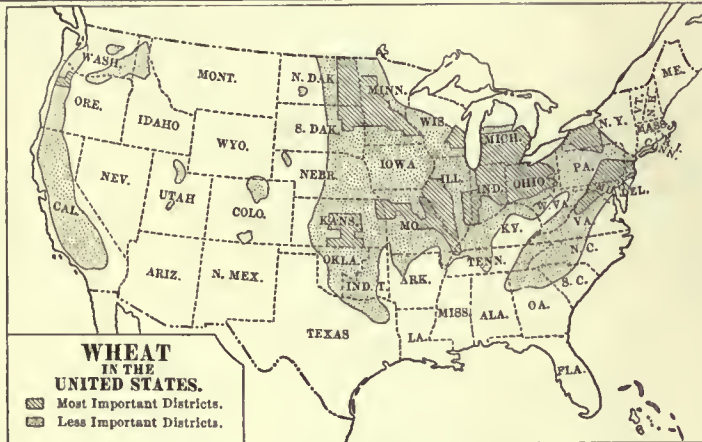 WASH.
MONT.
N. DAK.
MINN.
ME.
ORE.
IDAHO
WYO.
S. DAK.
WIS.
MICH.
N. Y.
MASS.
NEV.
UTAH
COLO.
NEBR.
IOWA
ILL.
IND.
OHIO
PA.
DEL.
CAL.
KANS.
MO.
KY.
W. VA.
VA.
ARIZ.
N. MEX.
OKLA.
IND. T.
ARK.
TENN.
N. C.
S. C.
TEXAS
LA.
MISS.
ALA.
OA.
FLA.
WHEAT
IN THE
UNITED STATES.
Most Important Districts.
Less Important Districts.